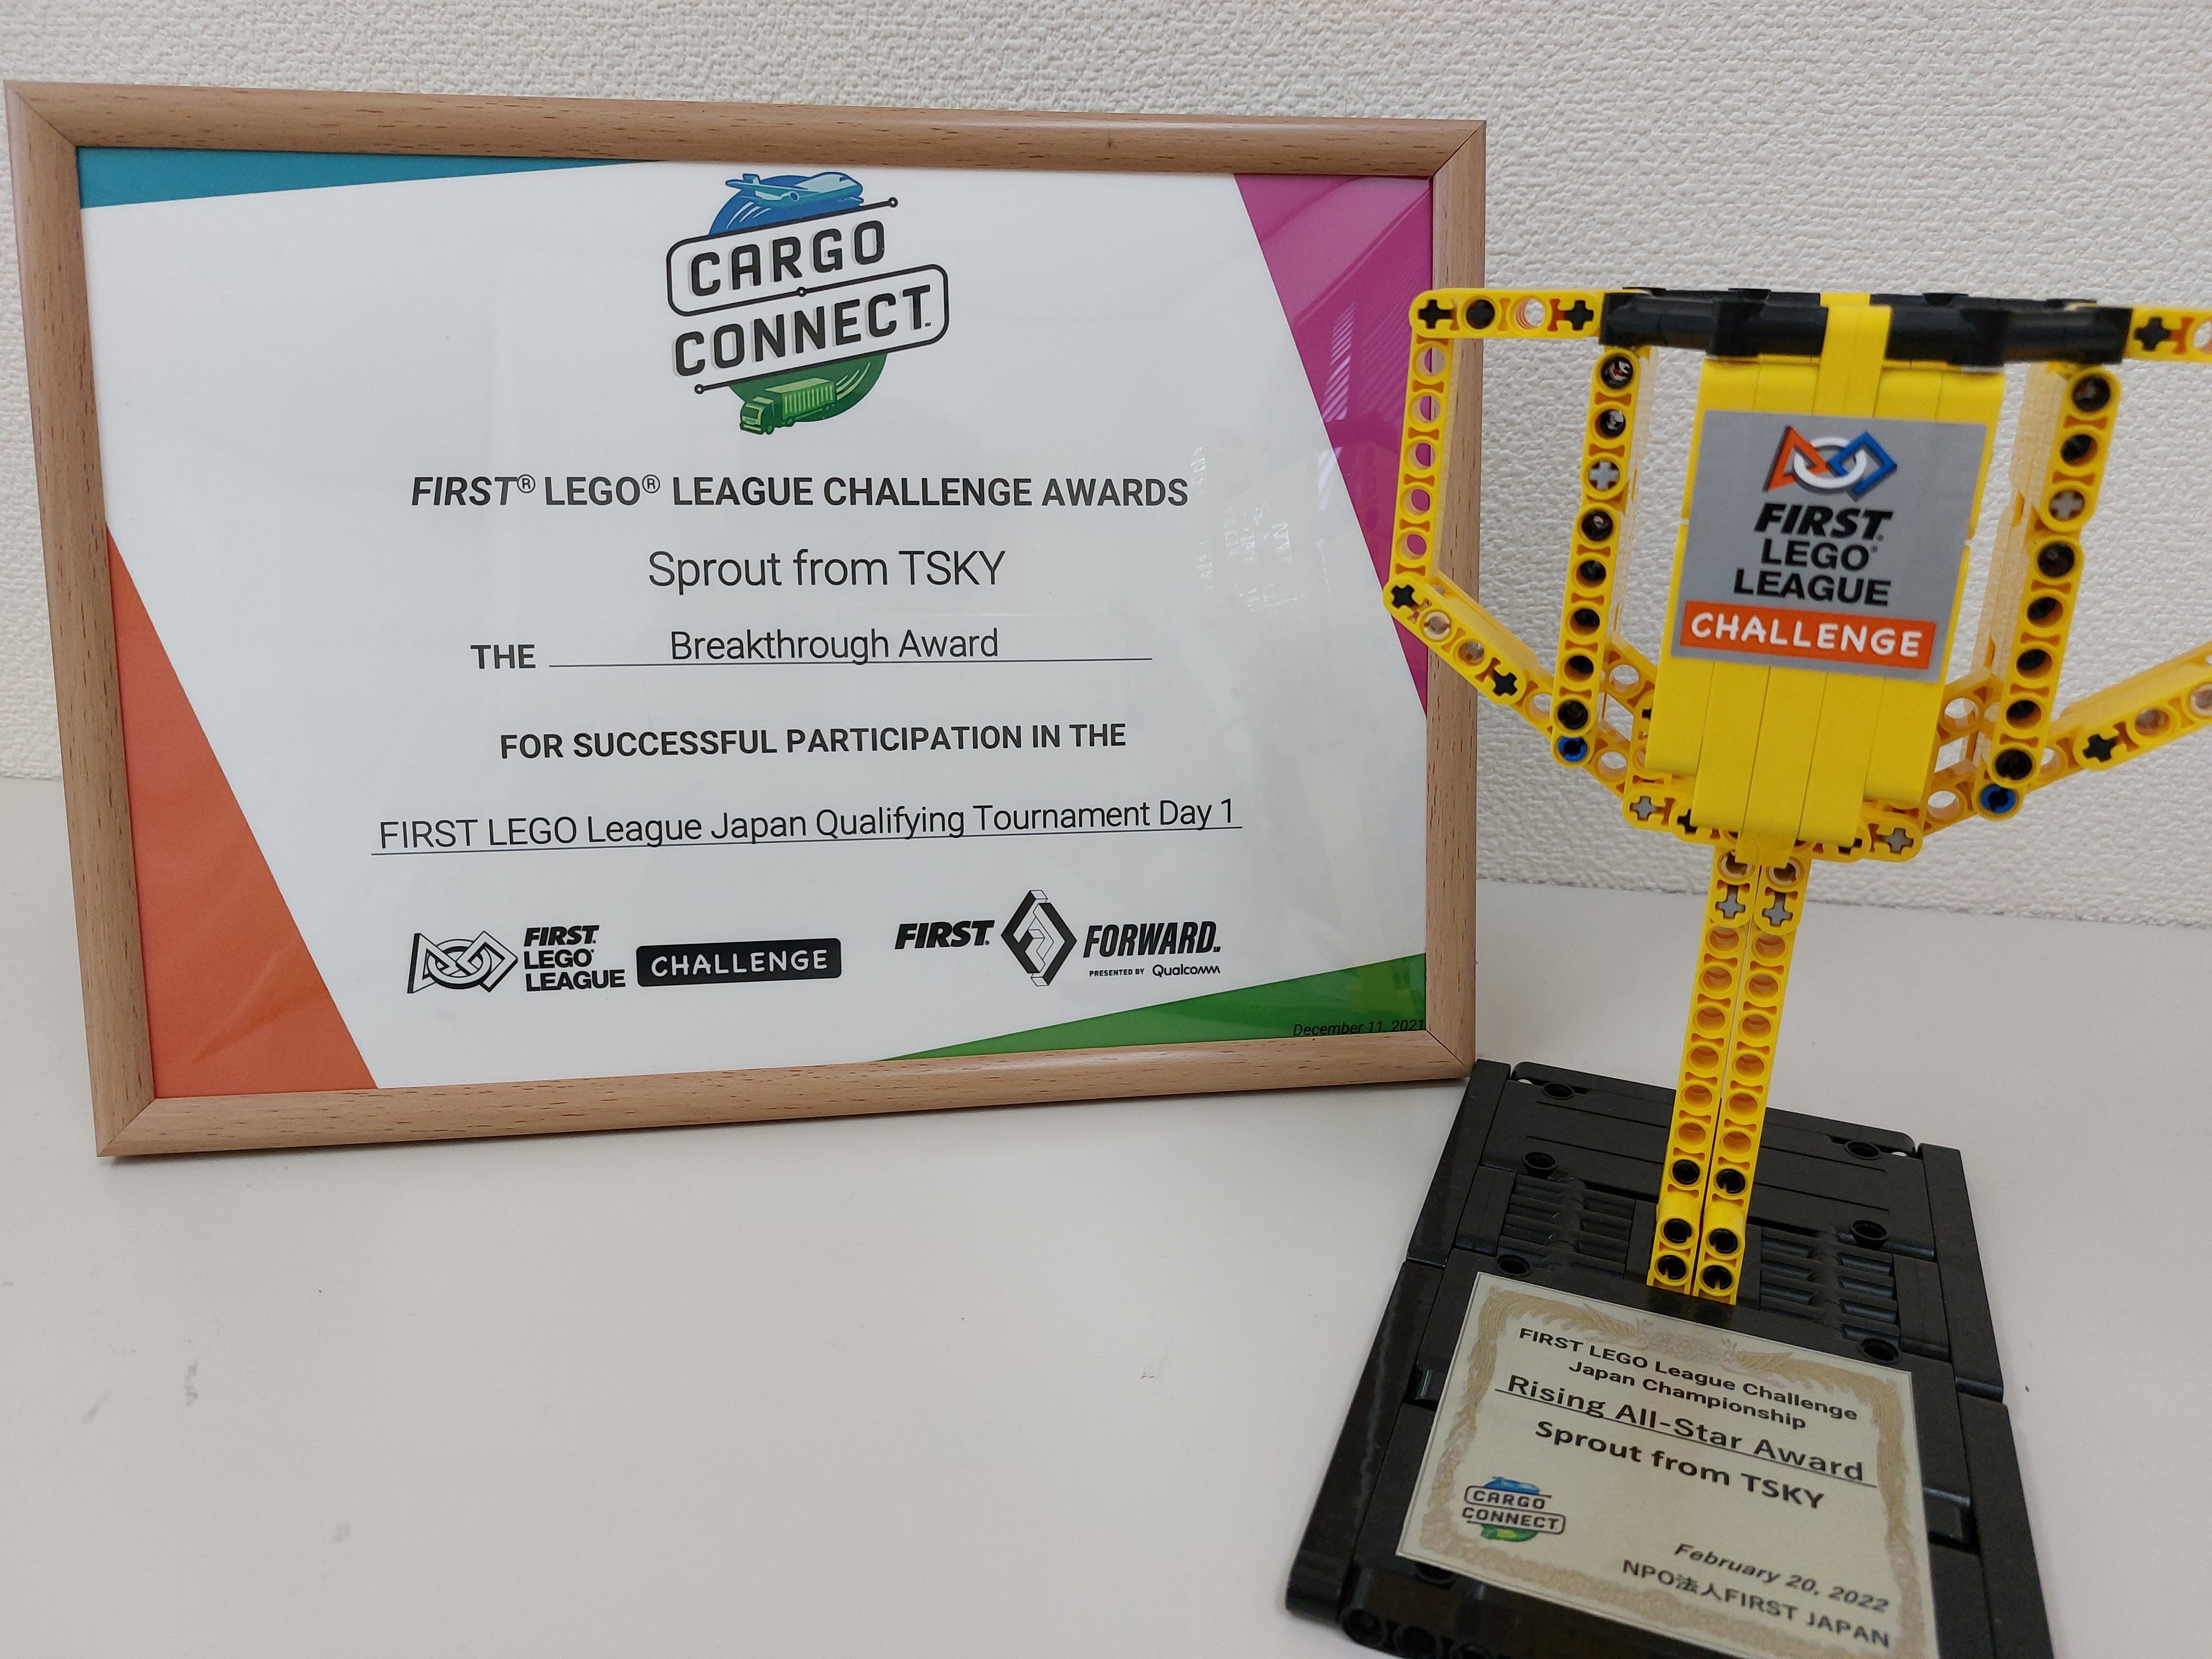 CARGO
CONNECT™
FIRST® LEGO® LEAGUE CHALLENGE AWARDS
Sprout from TSKY
THE Breakthrough Award
FOR SUCCESSFUL PARTICIPATION IN THE
FIRST LEGO League Japan Qualifying Tournament Day 1
FIRST®
LEGO®
LEAGUE
CHALLENGE
FIRST® FORWARD℠
PRESENTED BY Qualcomm
December 11, 2021
FIRST®
LEGO®
LEAGUE
CHALLENGE
FIRST LEGO League Challenge
Japan Championship
Rising All-Star Award
Sprout from TSKY
CARGO
CONNECT
February 20, 2022
NPO法人FIRST JAPAN